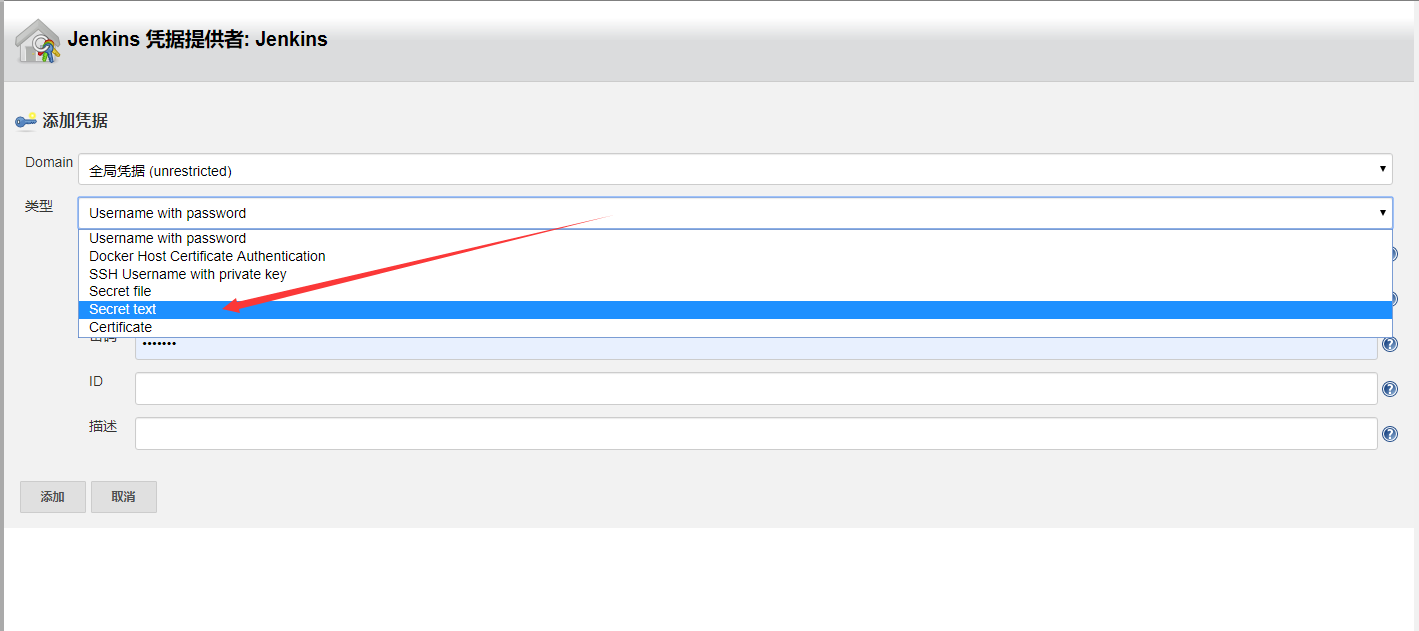 Jenkins 凭据提供者: Jenkins
添加凭据
Domain
全局凭据 (unrestricted)
类型
Username with password
Username with password
Docker Host Certificate Authentication
SSH Username with private key
Secret file
Secret text
Certificate
密码
•••••••
ID
描述
添加
取消